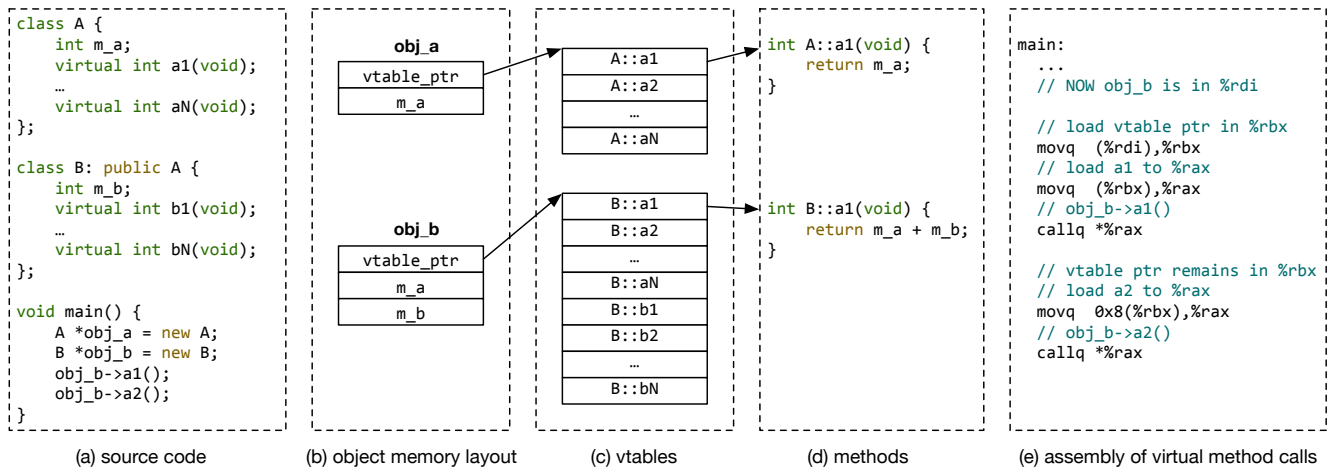 class A {
    int m_a;
    virtual int a1(void);
    …
    virtual int aN(void);
};
class B: public A {
    int m_b;
    virtual int b1(void);
    …
    virtual int bN(void);
};
void main() {
    A *obj_a = new A;
    B *obj_b = new B;
    obj_b->a1();
    obj_b->a2();
}
(a) source code
obj_a
vtable_ptr
m_a
obj_b
vtable_ptr
m_a
m_b
(b) object memory layout
A::a1
A::a2
…
A::aN
B::a1
B::a2
…
B::aN
B::b1
B::b2
…
B::bN
(c) vtables
int A::a1(void) {
    return m_a;
}
int B::a1(void) {
    return m_a + m_b;
}
(d) methods
main:
  ...
  // NOW obj_b is in %rdi
  // load vtable ptr in %rbx
  movq  (%rdi),%rbx
  // load a1 to %rax
  movq  (%rbx),%rax
  // obj_b->a1()
  callq *%rax
  // vtable ptr remains in %rbx
  // load a2 to %rax
  movq  0x8(%rbx),%rax
  // obj_b->a2()
  callq *%rax
(e) assembly of virtual method calls